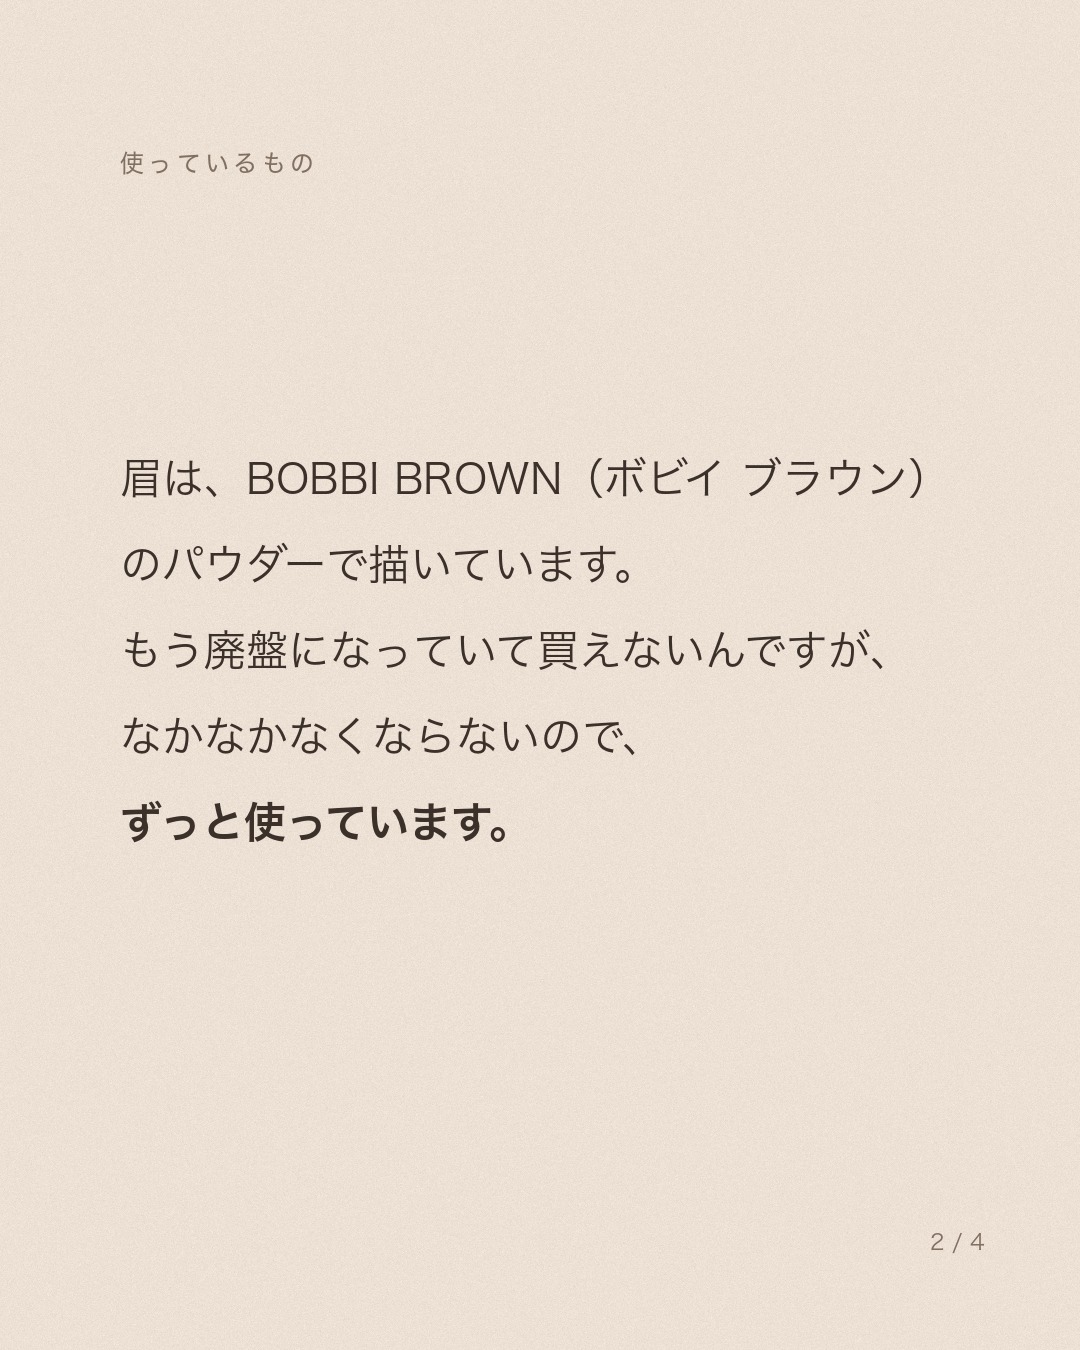 使っているもの
眉は、BOBBI BROWN（ボビイ ブラウン）
のパウダーで描いています。
もう廃盤になっていて買えないんですが、
なかなかなくならないので、
ずっと使っています。
2 / 4